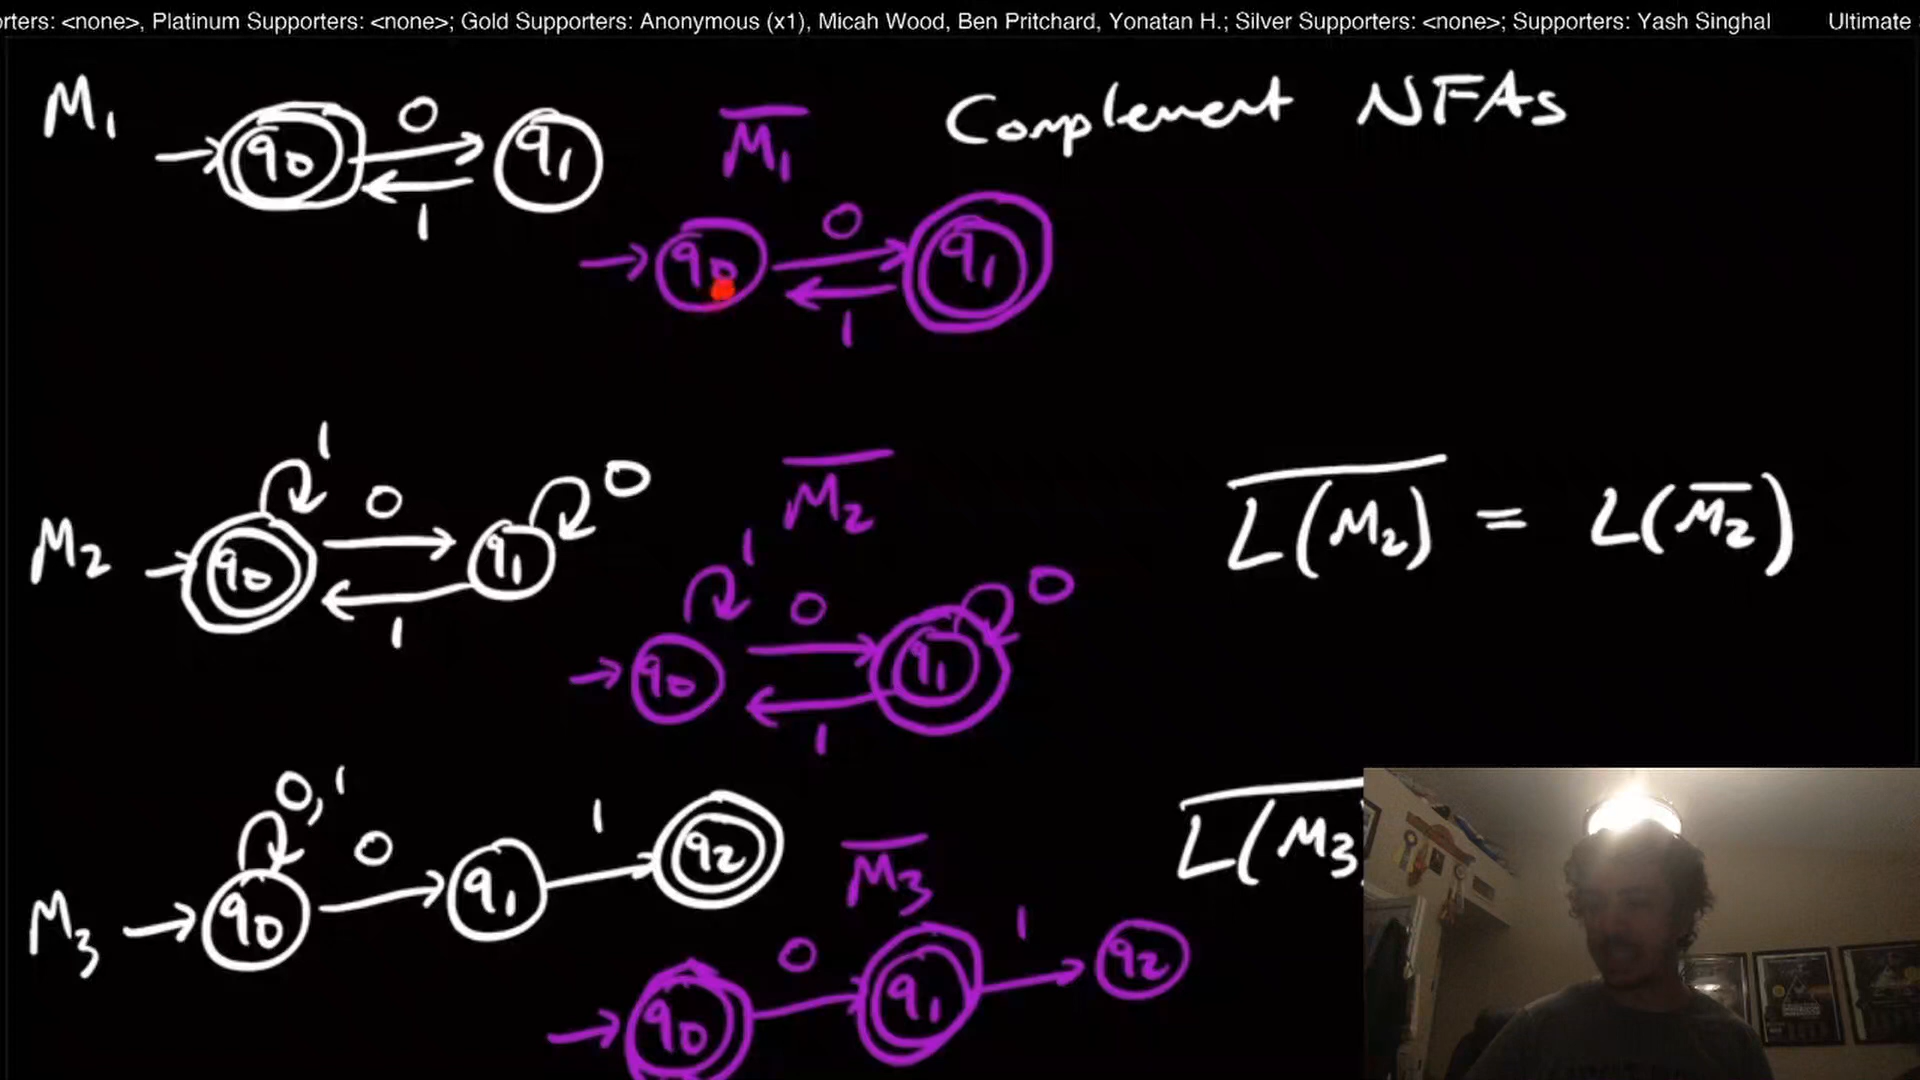 rters: <none>, Platinum Supporters: <none>; Gold Supporters: Anonymous (x1), Micah Wood, Ben Pritchard, Yonatan H.; Silver Supporters: <none>; Supporters: Yash Singhal Ultimate
M₁
q₀ 0 q₁
1
M̅₁
q₀ 0 q₁
1
Complement NFAs
M₂
1 0 0
q₀ q₁
1
M̅₂
1 0 0
q₀ q₁
1
\overline{L(M₂)} = L(M̅₂)
M₃
0,1 0 1
q₀ q₁ q₂
M̅₃
0 1
q₀ q₁ q₂
\overline{L(M₃